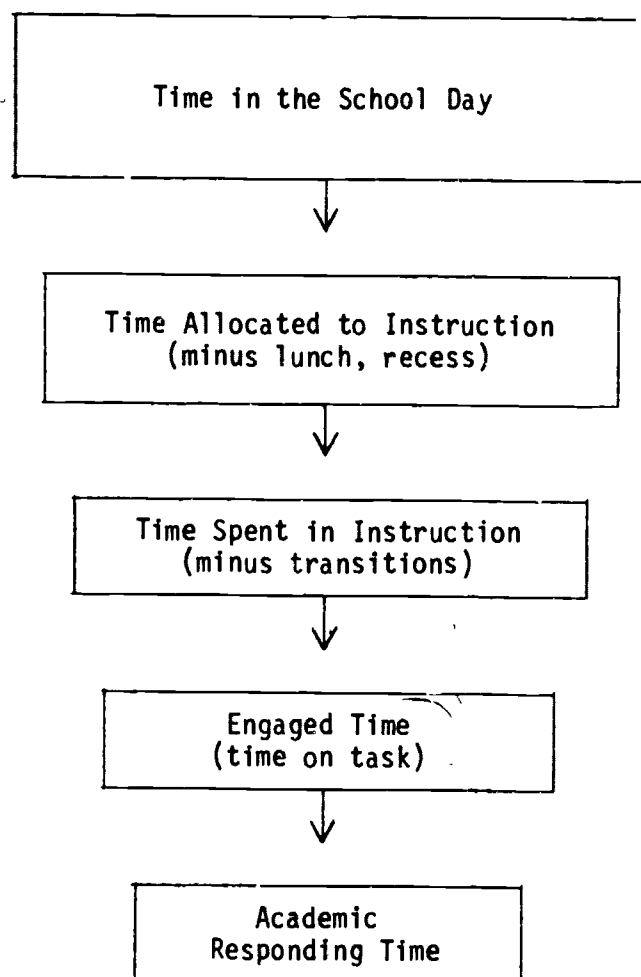 Time in the School Day
Time Allocated to Instruction
(minus lunch, recess)
Time Spent in Instruction
(minus transitions)
Engaged Time
(time on task)
Academic
Responding Time